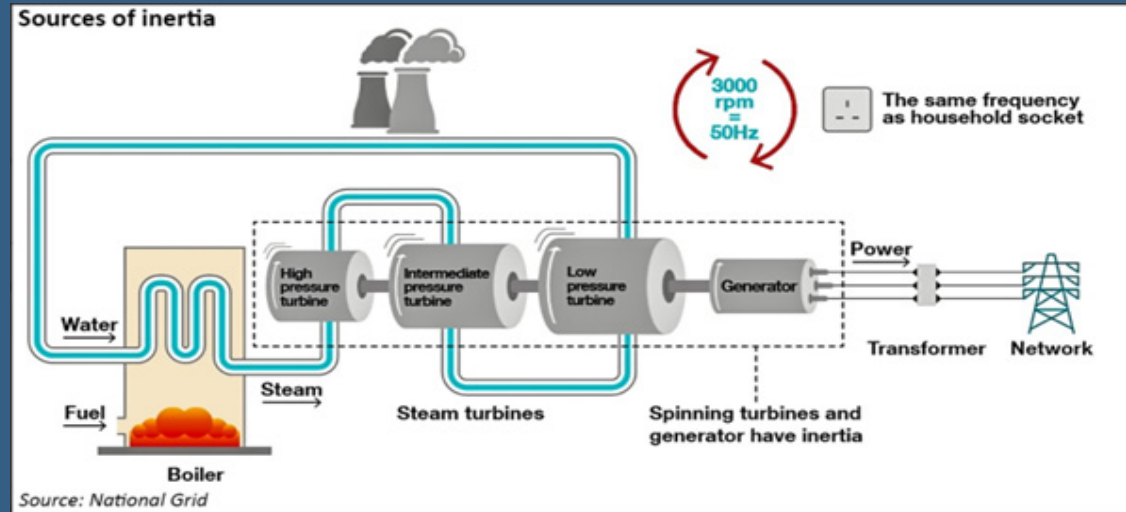 Sources of inertia
3000
rpm
=
50Hz
The same frequency
as household socket
High
pressure
turbine
Intermediate
pressure
turbine
Low
pressure
turbine
Generator
Power
Water
Steam
Fuel
Boiler
Steam turbines
Transformer
Network
Spinning turbines and
generator have inertia
Source: National Grid